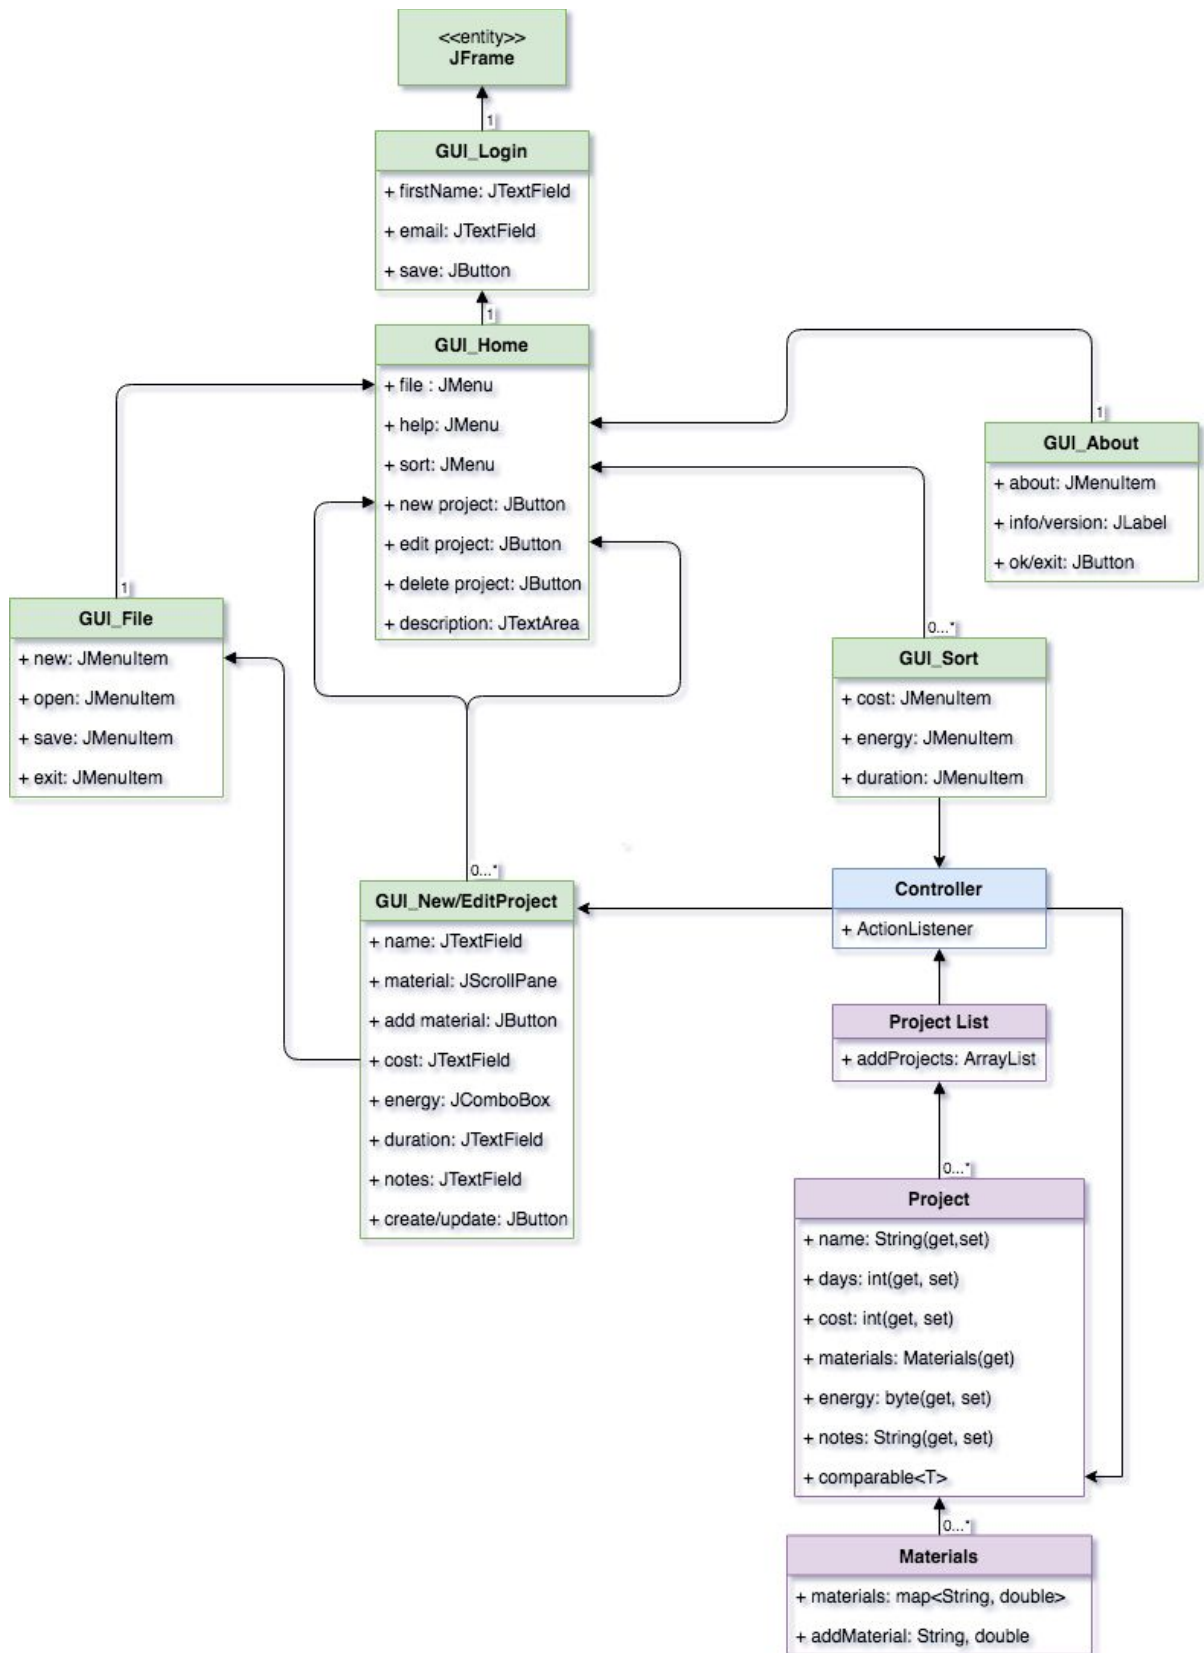 <<entity>>
JFrame
1
GUI_Login
+ firstName: JTextField
+ email: JTextField
+ save: JButton
1
GUI_Home
+ file : JMenu
+ help: JMenu
+ sort: JMenu
+ new project: JButton
+ edit project: JButton
+ delete project: JButton
+ description: JTextArea
1
GUI_About
+ about: JMenuItem
+ info/version: JLabel
+ ok/exit: JButton
1
GUI_File
+ new: JMenuItem
+ open: JMenuItem
+ save: JMenuItem
+ exit: JMenuItem
0...*
GUI_Sort
+ cost: JMenuItem
+ energy: JMenuItem
+ duration: JMenuItem
0...*
GUI_New/EditProject
+ name: JTextField
+ material: JScrollPane
+ add material: JButton
+ cost: JTextField
+ energy: JComboBox
+ duration: JTextField
+ notes: JTextField
+ create/update: JButton
Controller
+ ActionListener
Project List
+ addProjects: ArrayList
0...*
Project
+ name: String(get,set)
+ days: int(get, set)
+ cost: int(get, set)
+ materials: Materials(get)
+ energy: byte(get, set)
+ notes: String(get, set)
+ comparable<T>
0...*
Materials
+ materials: map<String, double>
+ addMaterial: String, double